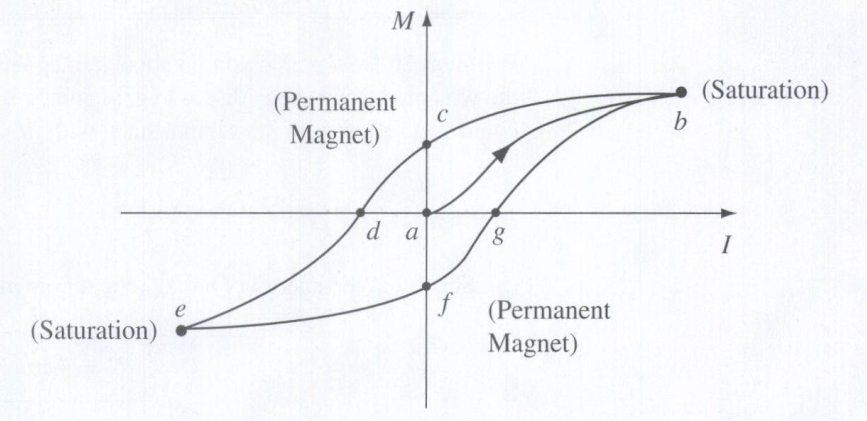 M
(Permanent
Magnet)
c
(Saturation)
b
d
a
g
I
e
(Saturation)
f
(Permanent
Magnet)